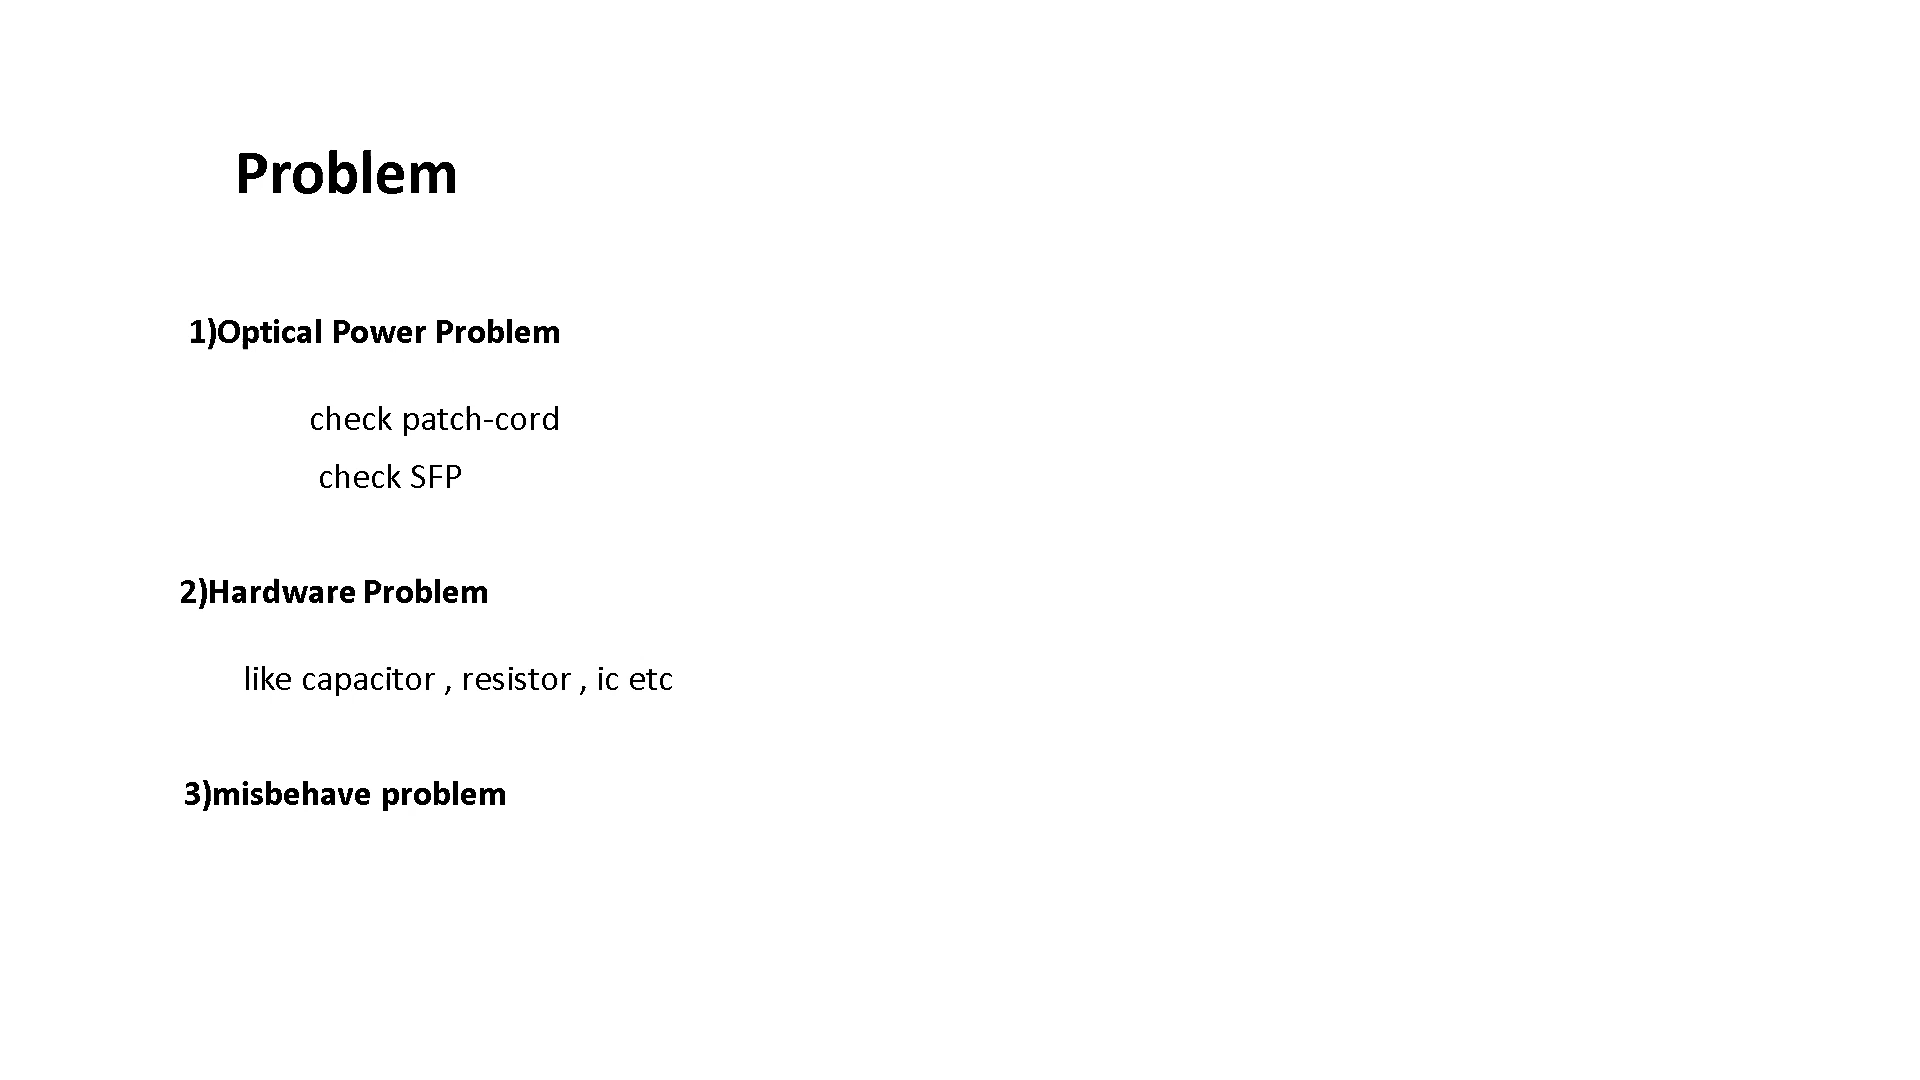 Problem
1)Optical Power Problem
check patch-cord
check SFP
2)Hardware Problem
like capacitor , resistor , ic etc
3)misbehave problem